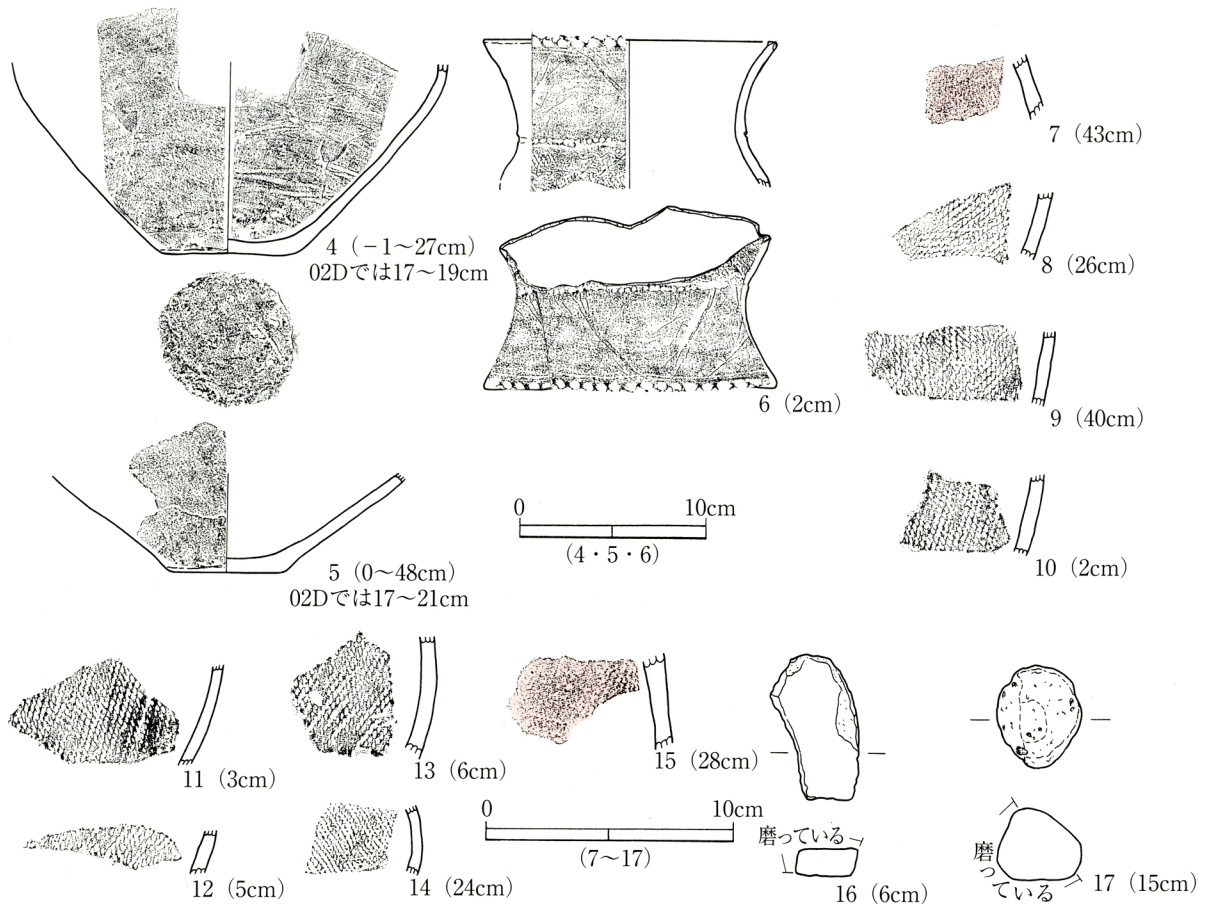 4（－1～27cm）
02Dでは17～19cm
6（2cm）
7（43cm）
8（26cm）
9（40cm）
10（2cm）
5（0～48cm）
02Dでは17～21cm
0 10cm
（4・5・6）
11（3cm）
12（5cm）
13（6cm）
14（24cm）
15（28cm）
0 10cm
（7～17）
磨っている
16（6cm）
磨っている
17（15cm）